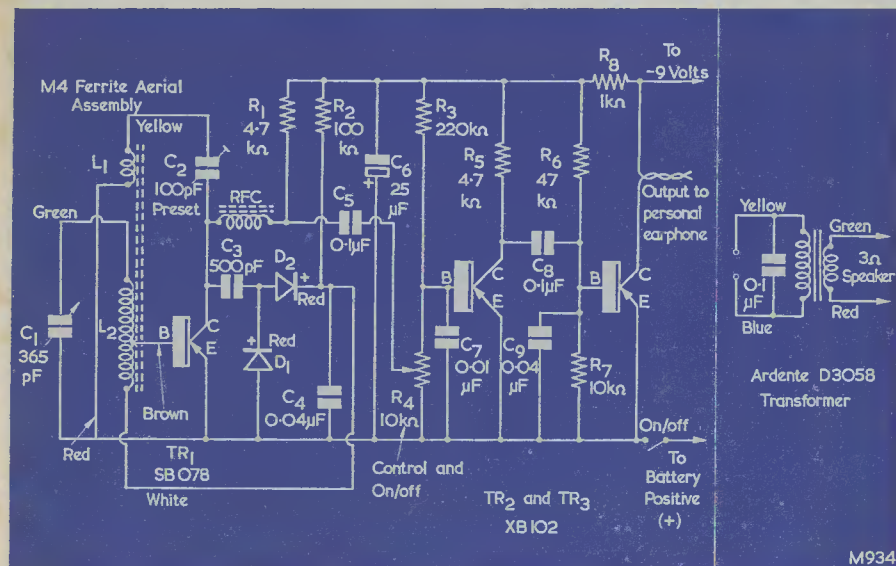 M4 Ferrite Aerial
Assembly
Yellow
L1
C2
100pF
Preset
Green
R1
4.7
kΩ
RFC
R2
100
kΩ
C6
25
μF
+
R3
220kΩ
R5
4.7
kΩ
R6
47
kΩ
R8
1kΩ
To
-9 Volts
Output to
personal
earphone
C5
0.1μF
C3
500pF
D2
+
Red
L2
C1
365
pF
B
C
E
Brown
Red
+
Red
D1
C4
0.04μF
TR1
SB078
White
R4
10kΩ
Control and
On/off
B
C
E
C7
0.01
μF
C8
0.1μF
C9
0.04
μF
B
C
E
R7
10kΩ
On/off
To
Battery
Positive
(+)
TR2 and TR3
XB102
Yellow
0.1
μF
Blue
Green
3Ω
Speaker
Red
Ardente D3058
Transformer
M934